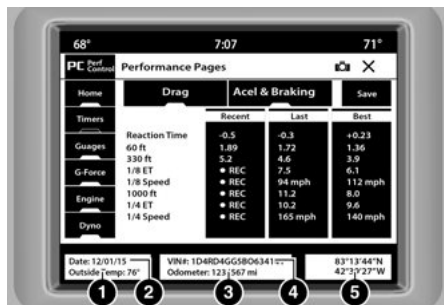 68° 7:07 71°
PC Perf Control Performance Pages
Home Drag Acel & Braking Save
Timers Recent Last Best
Reaction Time -0.5 -0.3 +0.23
60 ft 1.89 1.72 1.36
Guages 330 ft 5.2 4.6 3.9
1/8 ET • REC 7.5 6.1
G-Force 1/8 Speed • REC 94 mph 112 mph
1000 ft • REC 11.2 8.0
Engine 1/4 ET • REC 10.2 9.6
1/4 Speed • REC 165 mph 140 mph
Dyno
Date: 12/01/15 VIN#: 83°13'44"N
Outside Temp: 76° Odometer: mi
1 2 3 4 5